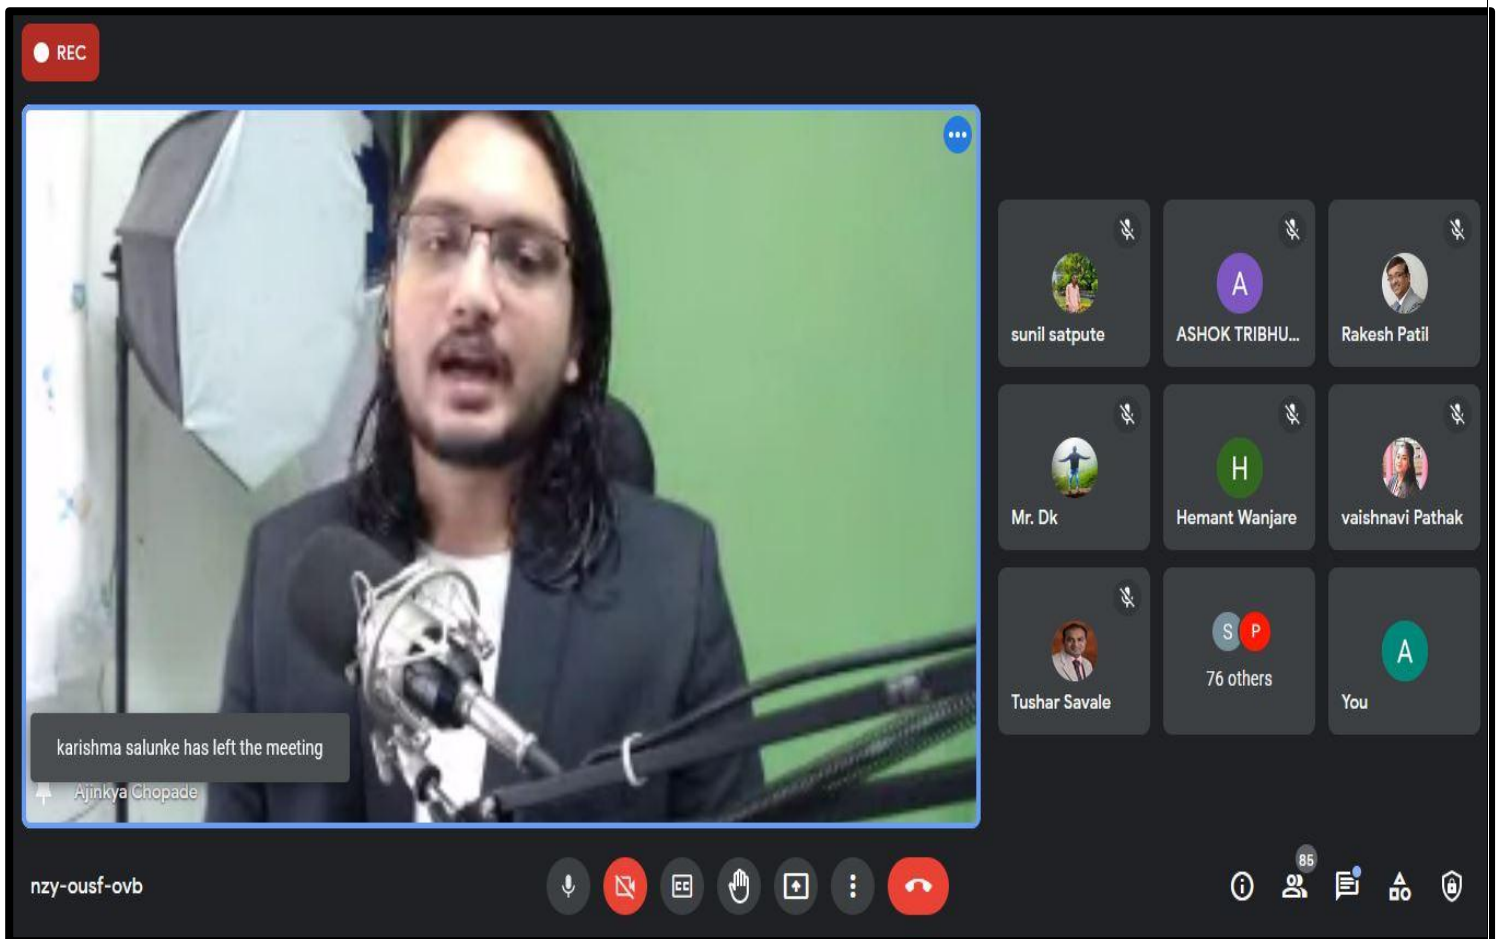 REC
sunil satpute
A
ASHOK TRIBHU...
Rakesh Patil
Mr. Dk
H
Hemant Wanjare
vaishnavi Pathak
Tushar Savale
S P
76 others
A
You
karishma salunke has left the meeting
Ajinkya Chopade
nzy-ousf-ovb
CC
85